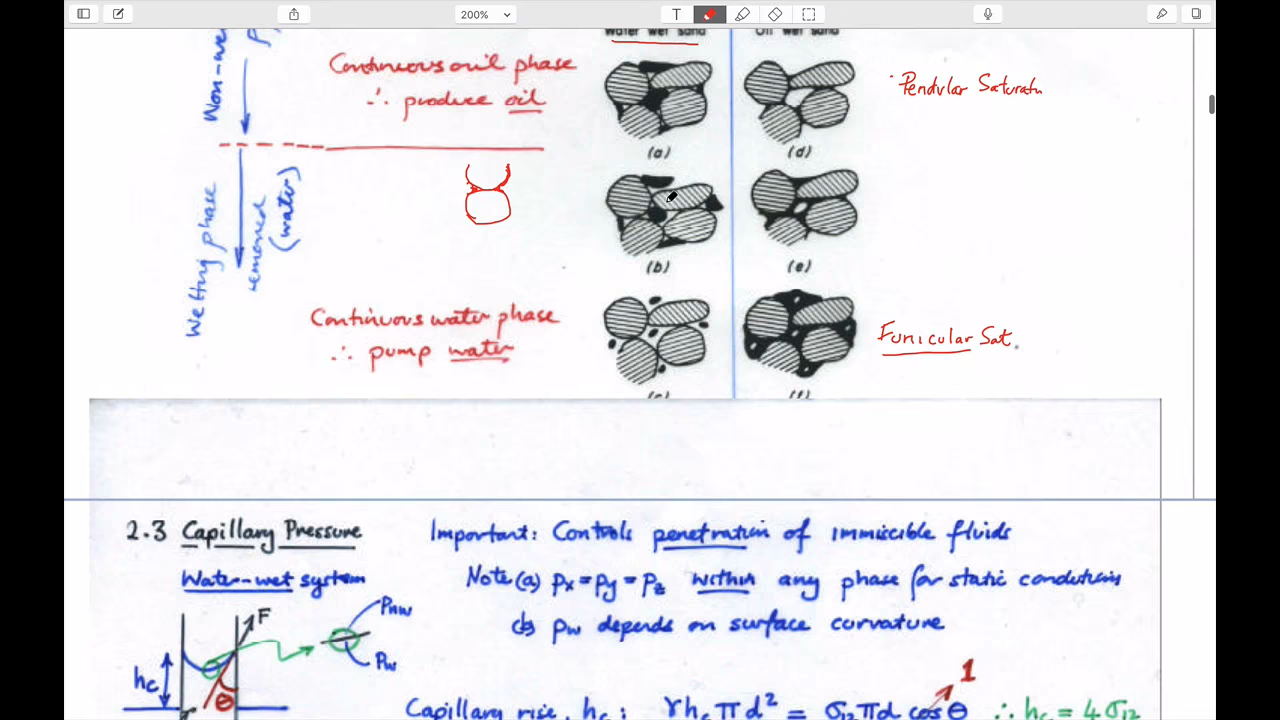 200%
T
Non-we
Water wet sand
Oil wet sand
Continuous oil phase
∴ produce oil
· Pendular Saturatn
(a)
(d)
Wetting phase
removed
(water)
(b)
(e)
Continuous water phase
∴ pump water
Funicular Sat.
2.3 Capillary Pressure
Important: Controls penetration of immiscible fluids
Water-wet system
Note (a) px = py = pz within any phase for static conditions
(b) pw depends on surface curvature
F
Pnw
Pw
hc
θ
1
Capillary rise, hc : γhcπd² = σ12πd cosθ ∴ hc = 4σ12